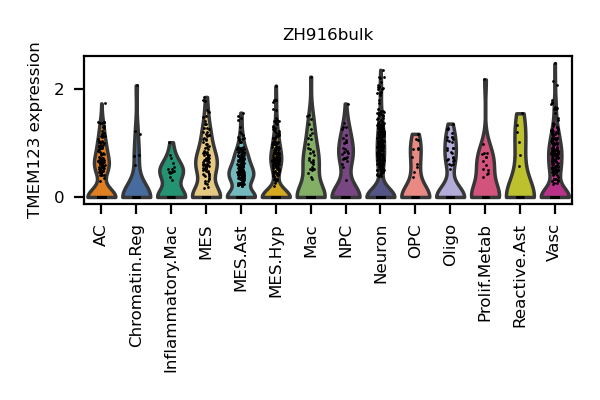 ZH916bulk
TMEM123 expression
2
0
AC
Chromatin.Reg
Inflammatory.Mac
MES
MES.Ast
MES.Hyp
Mac
NPC
Neuron
OPC
Oligo
Prolif.Metab
Reactive.Ast
Vasc